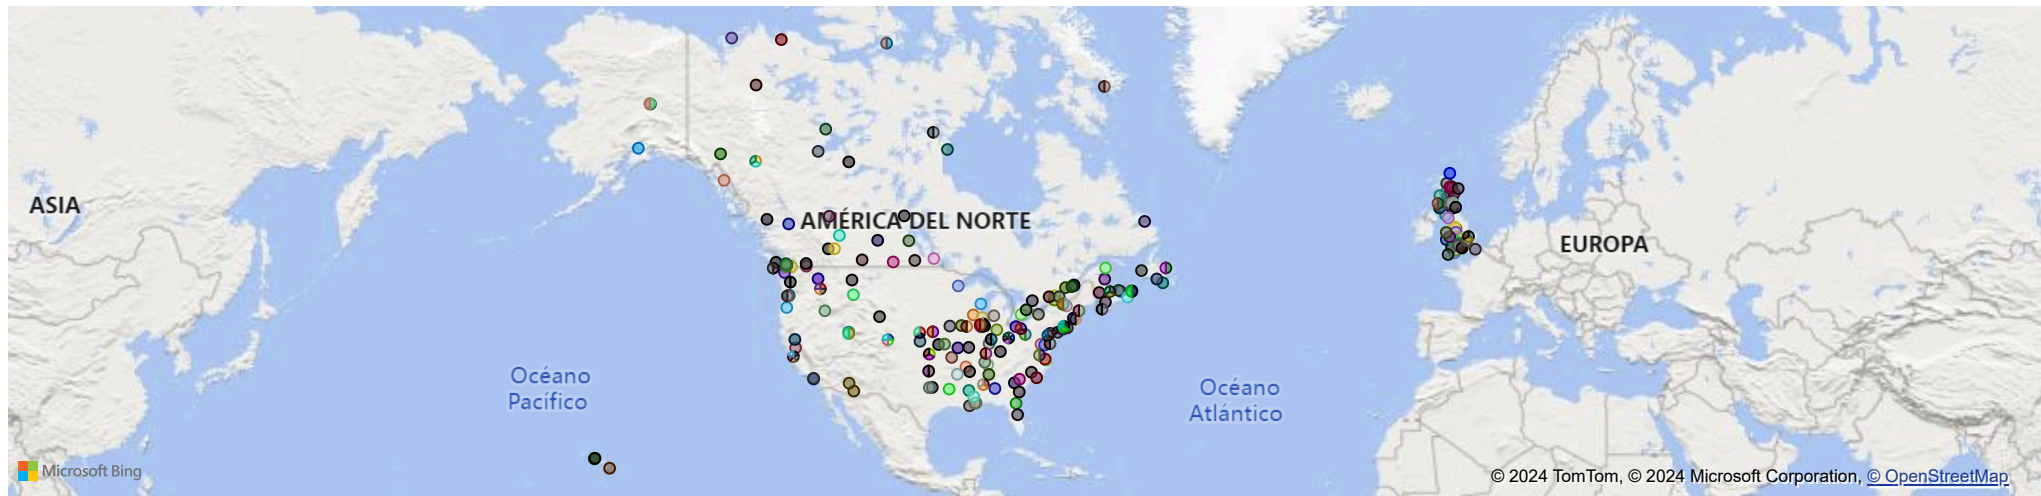 AMÉRICA DEL NORTE
ASIA
EUROPA
Océano
Pacífico
Océano
Atlántico
Microsoft Bing
© 2024 TomTom, © 2024 Microsoft Corporation, © OpenStreetMap